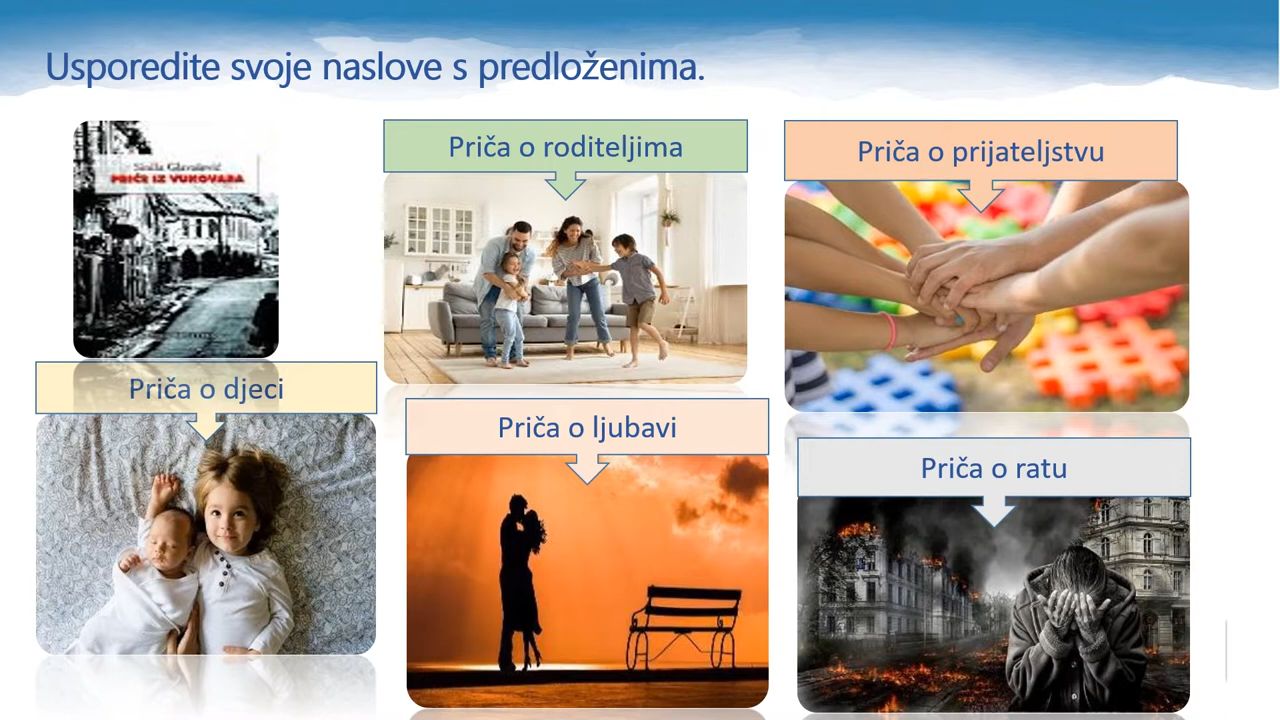 Usporedite svoje naslove s predloženima.
Siniša Glavašević
PRIČE IZ VUKOVARA
Priča o roditeljima
Priča o prijateljstvu
Priča o djeci
Priča o ljubavi
Priča o ratu